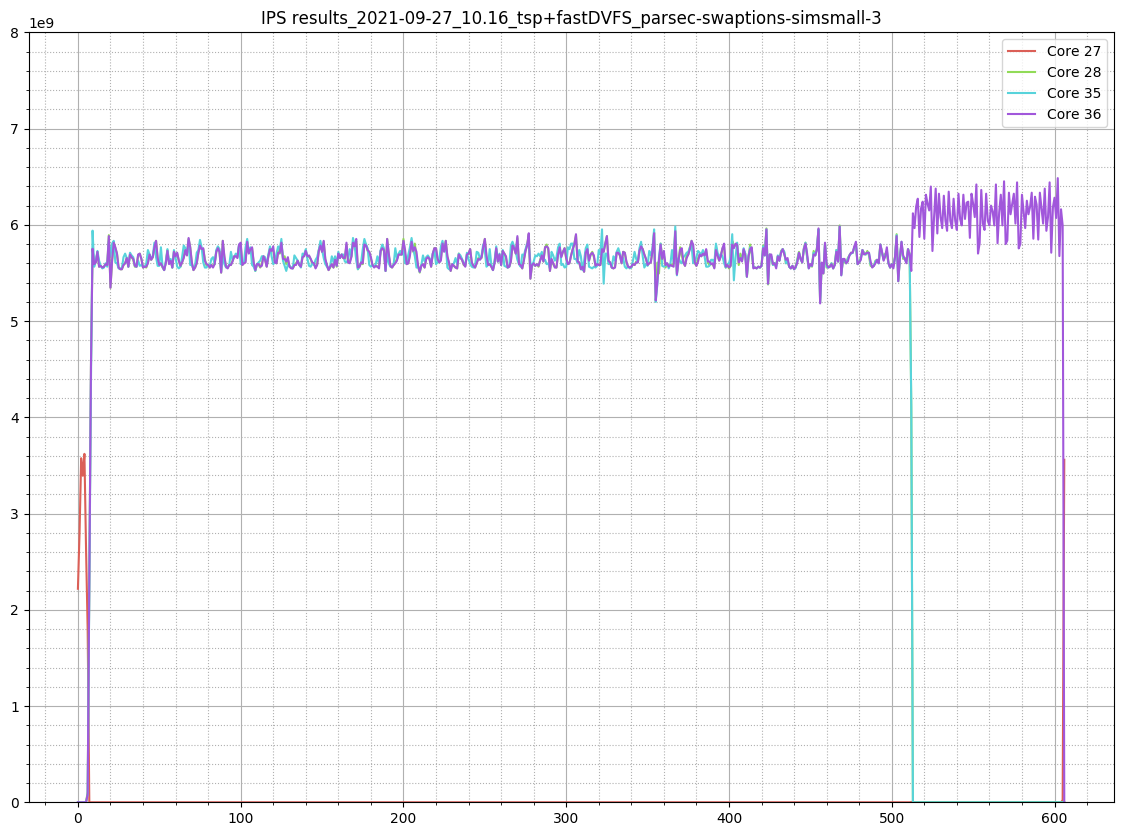 IPS results_2021-09-27_10.16_tsp+fastDVFS_parsec-swaptions-simsmall-3
1e9
8
7
6
5
4
3
2
1
0
Core 27
Core 28
Core 35
Core 36
0 100 200 300 400 500 600